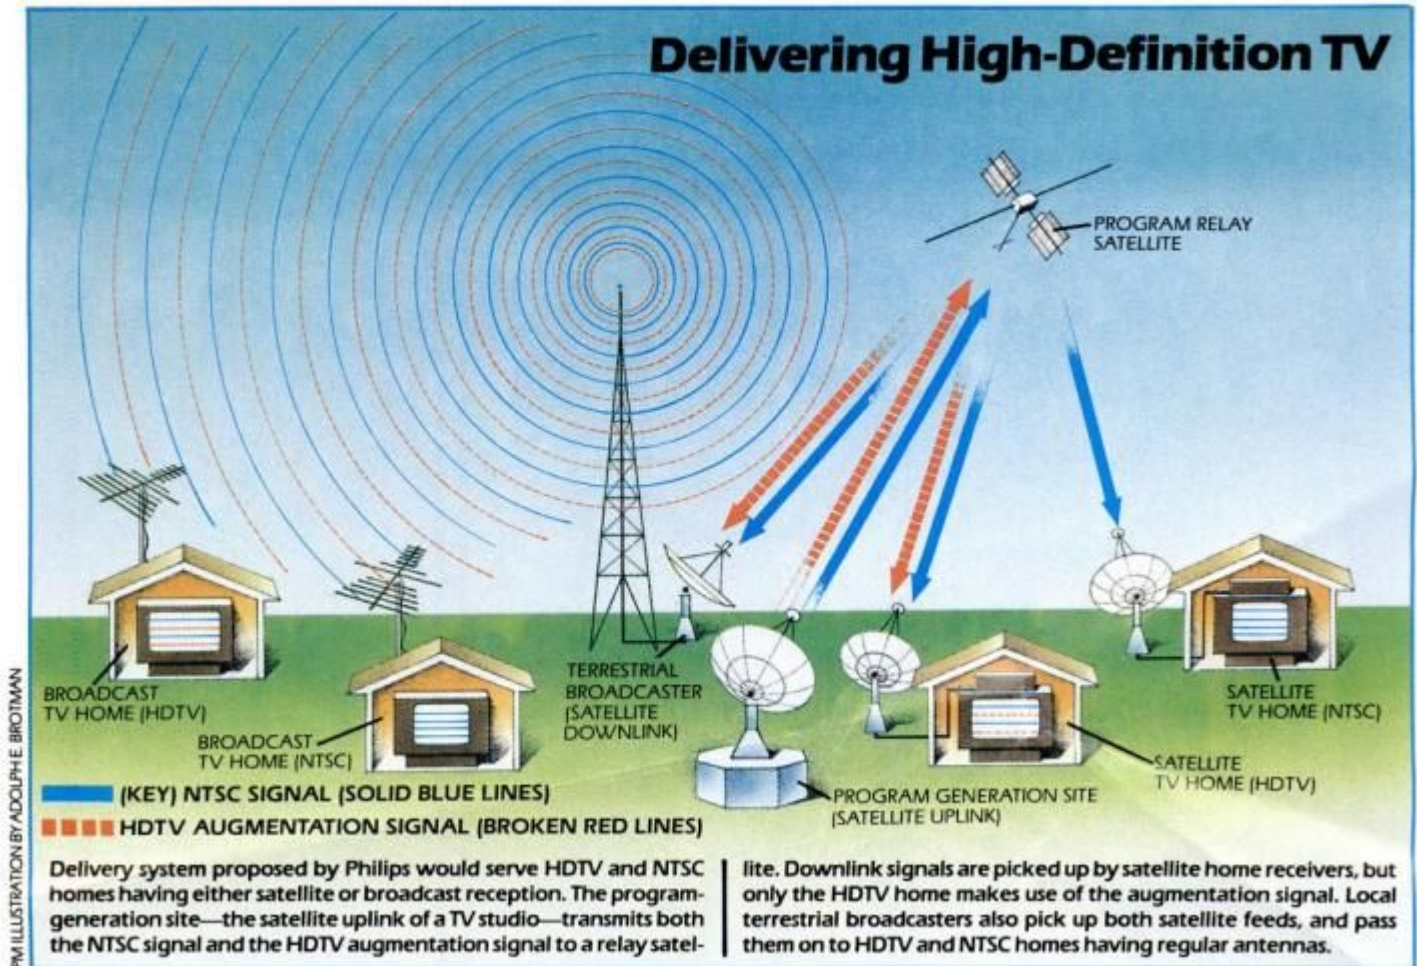 Delivering High-Definition TV
PROGRAM RELAY
SATELLITE
BROADCAST
TV HOME (HDTV)
BROADCAST
TV HOME (NTSC)
TERRESTRIAL
BROADCASTER
(SATELLITE
DOWNLINK)
PROGRAM GENERATION SITE
(SATELLITE UPLINK)
SATELLITE
TV HOME (HDTV)
SATELLITE
TV HOME (NTSC)
(KEY) NTSC SIGNAL (SOLID BLUE LINES)
HDTV AUGMENTATION SIGNAL (BROKEN RED LINES)
Delivery system proposed by Philips would serve HDTV and NTSC
homes having either satellite or broadcast reception. The program-
generation site—the satellite uplink of a TV studio—transmits both
the NTSC signal and the HDTV augmentation signal to a relay satel-
lite. Downlink signals are picked up by satellite home receivers, but
only the HDTV home makes use of the augmentation signal. Local
terrestrial broadcasters also pick up both satellite feeds, and pass
them on to HDTV and NTSC homes having regular antennas.
PM ILLUSTRATION BY ADOLPH E. BROTMAN